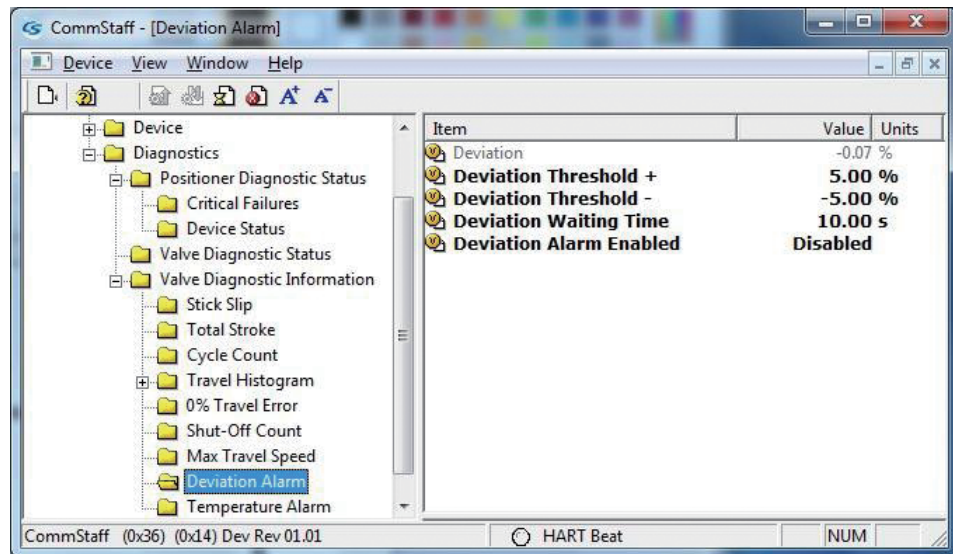 CommStaff - [Deviation Alarm]
Device View Window Help
A+ A-
Device
Diagnostics
Positioner Diagnostic Status
Critical Failures
Device Status
Valve Diagnostic Status
Valve Diagnostic Information
Stick Slip
Total Stroke
Cycle Count
Travel Histogram
0% Travel Error
Shut-Off Count
Max Travel Speed
Deviation Alarm
Temperature Alarm
Item Value Units
Deviation -0.07 %
Deviation Threshold + 5.00 %
Deviation Threshold - -5.00 %
Deviation Waiting Time 10.00 s
Deviation Alarm Enabled Disabled
CommStaff (0x36) (0x14) Dev Rev 01.01 HART Beat NUM